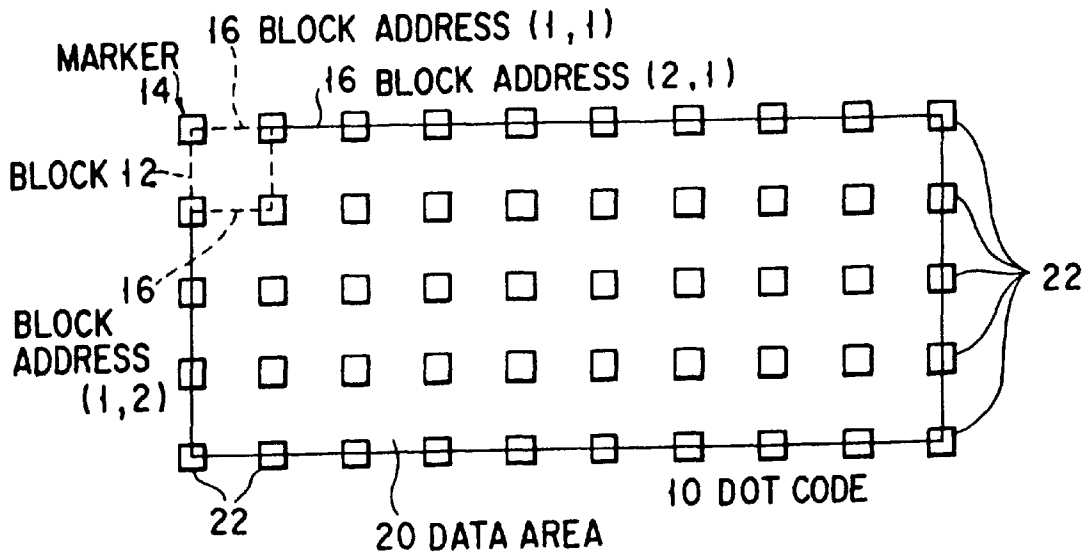 16 BLOCK ADDRESS (1,1)
MARKER
14
16 BLOCK ADDRESS (2,1)
BLOCK 12
16
22
BLOCK
ADDRESS
(1,2)
22
20 DATA AREA
10 DOT CODE